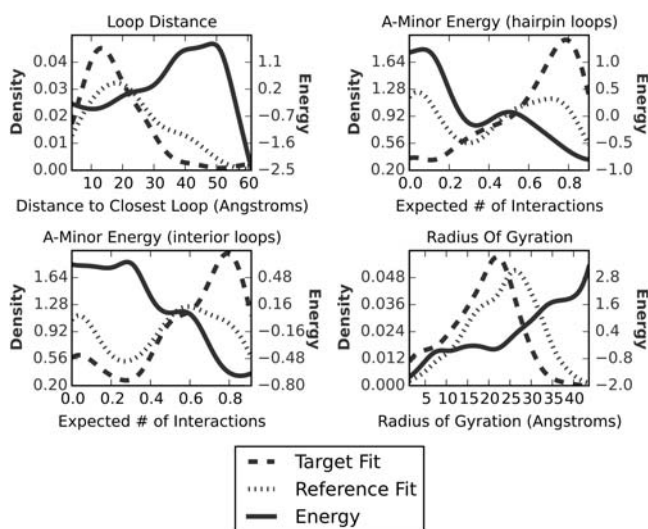 Loop Distance
0.04
0.03
0.02
0.01
0.00
Density
1.1
0.2
−0.7
−1.6
−2.5
Energy
10 20 30 40 50 60
Distance to Closest Loop (Angstroms)
A-Minor Energy (hairpin loops)
1.64
1.28
0.92
0.56
0.20
Density
1.0
0.5
0.0
−0.5
−1.0
Energy
0.0 0.2 0.4 0.6 0.8
Expected # of Interactions
A-Minor Energy (interior loops)
1.64
1.28
0.92
0.56
0.20
Density
0.48
0.16
−0.16
−0.48
−0.80
Energy
0.0 0.2 0.4 0.6 0.8
Expected # of Interactions
Radius Of Gyration
0.048
0.036
0.024
0.012
0.000
Density
2.8
1.6
0.4
−0.8
−2.0
Energy
5 10 15 20 25 30 35 40
Radius of Gyration (Angstroms)
Target Fit
Reference Fit
Energy